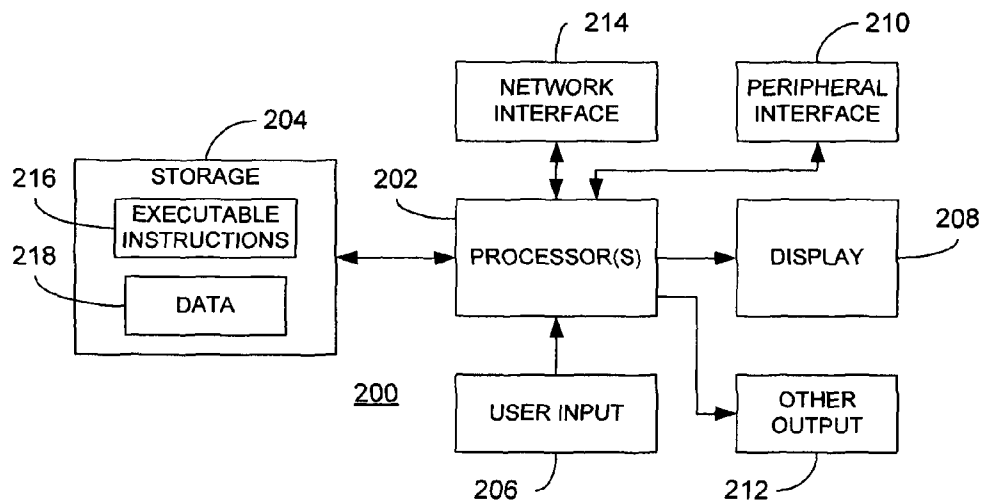 214
210
NETWORK
INTERFACE
PERIPHERAL
INTERFACE
204
STORAGE
216
EXECUTABLE
INSTRUCTIONS
218
DATA
202
PROCESSOR(S)
DISPLAY
208
200
USER INPUT
OTHER
OUTPUT
206
212